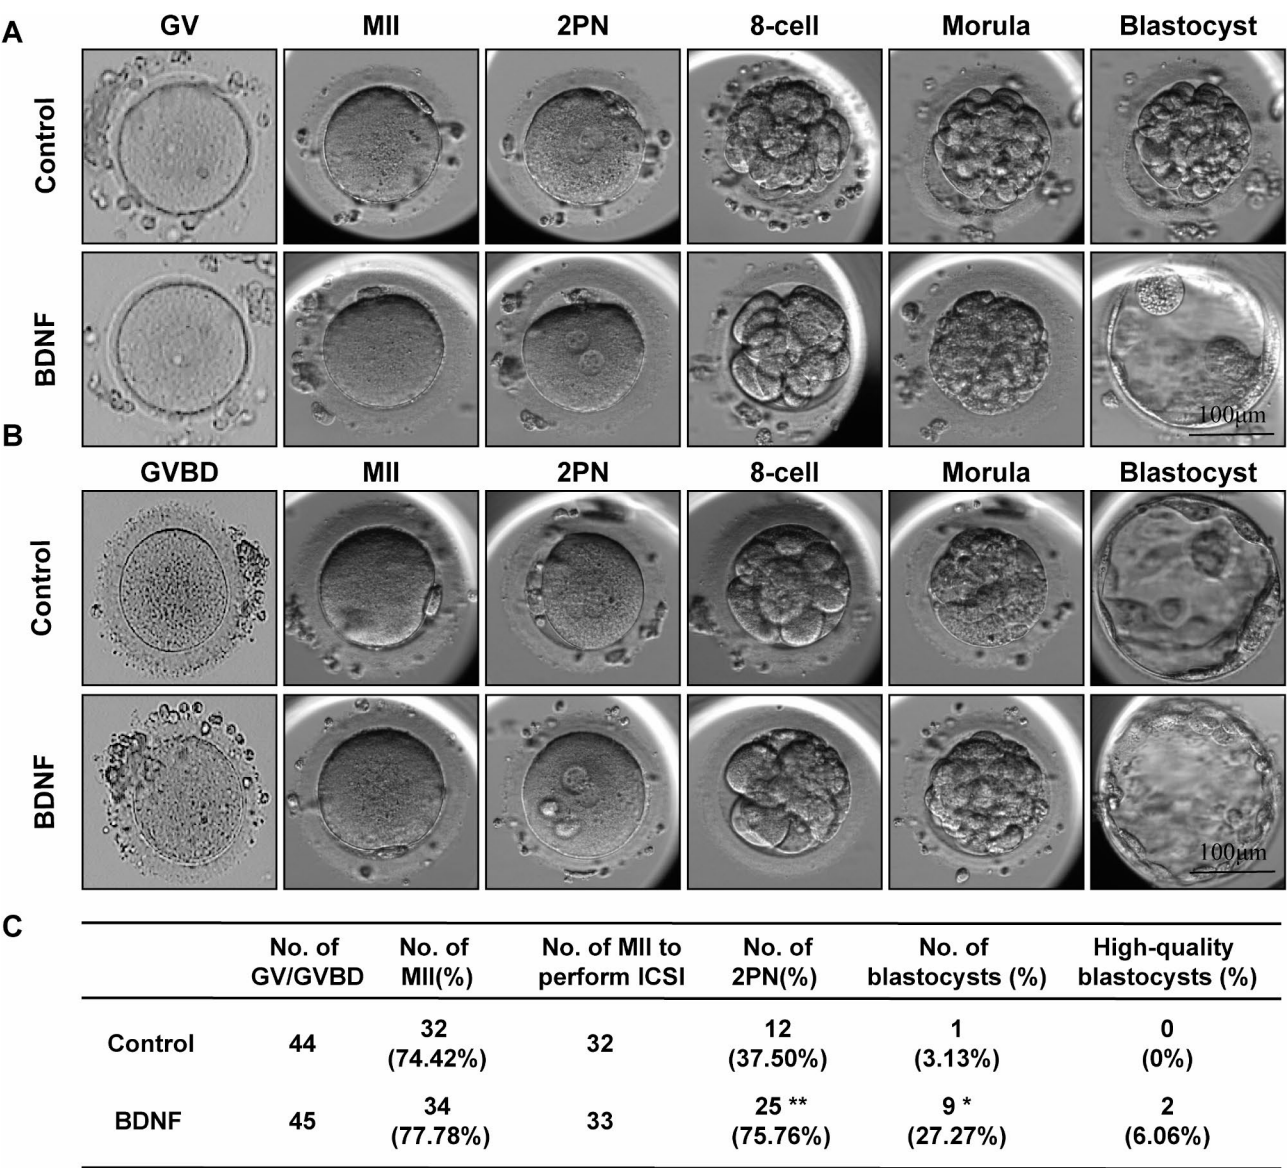 A
GV MII 2PN 8-cell Morula Blastocyst
Control
BDNF
100μm
B
GVBD MII 2PN 8-cell Morula Blastocyst
Control
BDNF
100μm
C
No. of No. of No. of MII to No. of No. of High-quality
GV/GVBD MII(%) perform ICSI 2PN(%) blastocysts (%) blastocysts (%)
Control 44 32 32 12 1 0
(74.42%) (37.50%) (3.13%) (0%)
BDNF 45 34 33 25 ** 9 * 2
(77.78%) (75.76%) (27.27%) (6.06%)